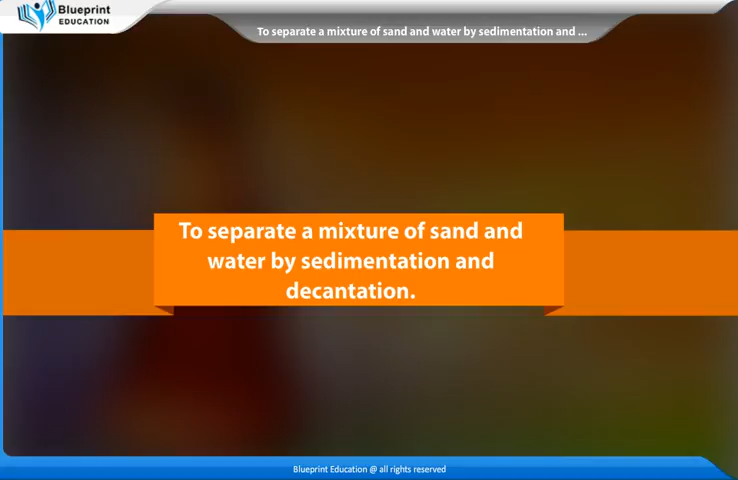 Blueprint
EDUCATION
To separate a mixture of sand and water by sedimentation and ...
To separate a mixture of sand and
water by sedimentation and
decantation.
Blueprint Education @ all rights reserved